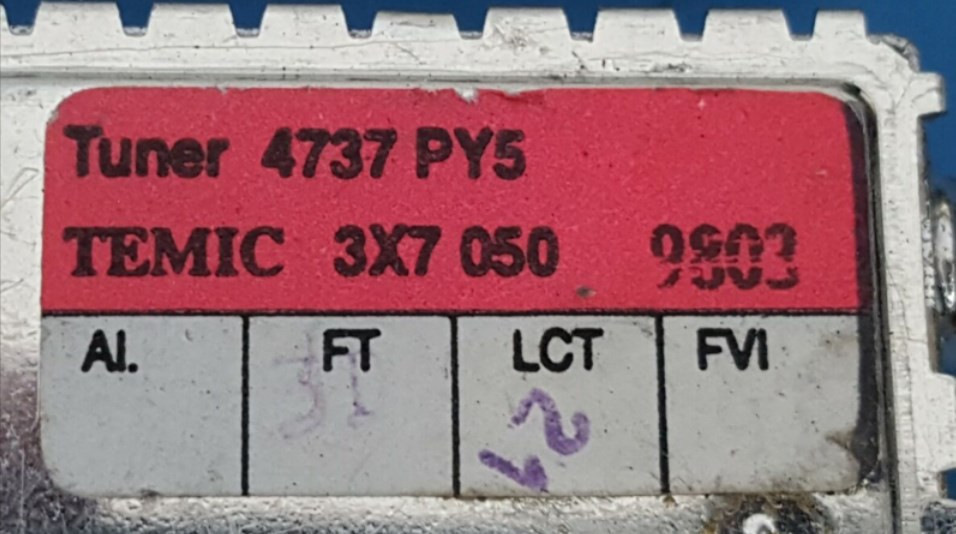 Tuner 4737 PY5
TEMIC 3X7 050 9803
AI. FT LCT FVI